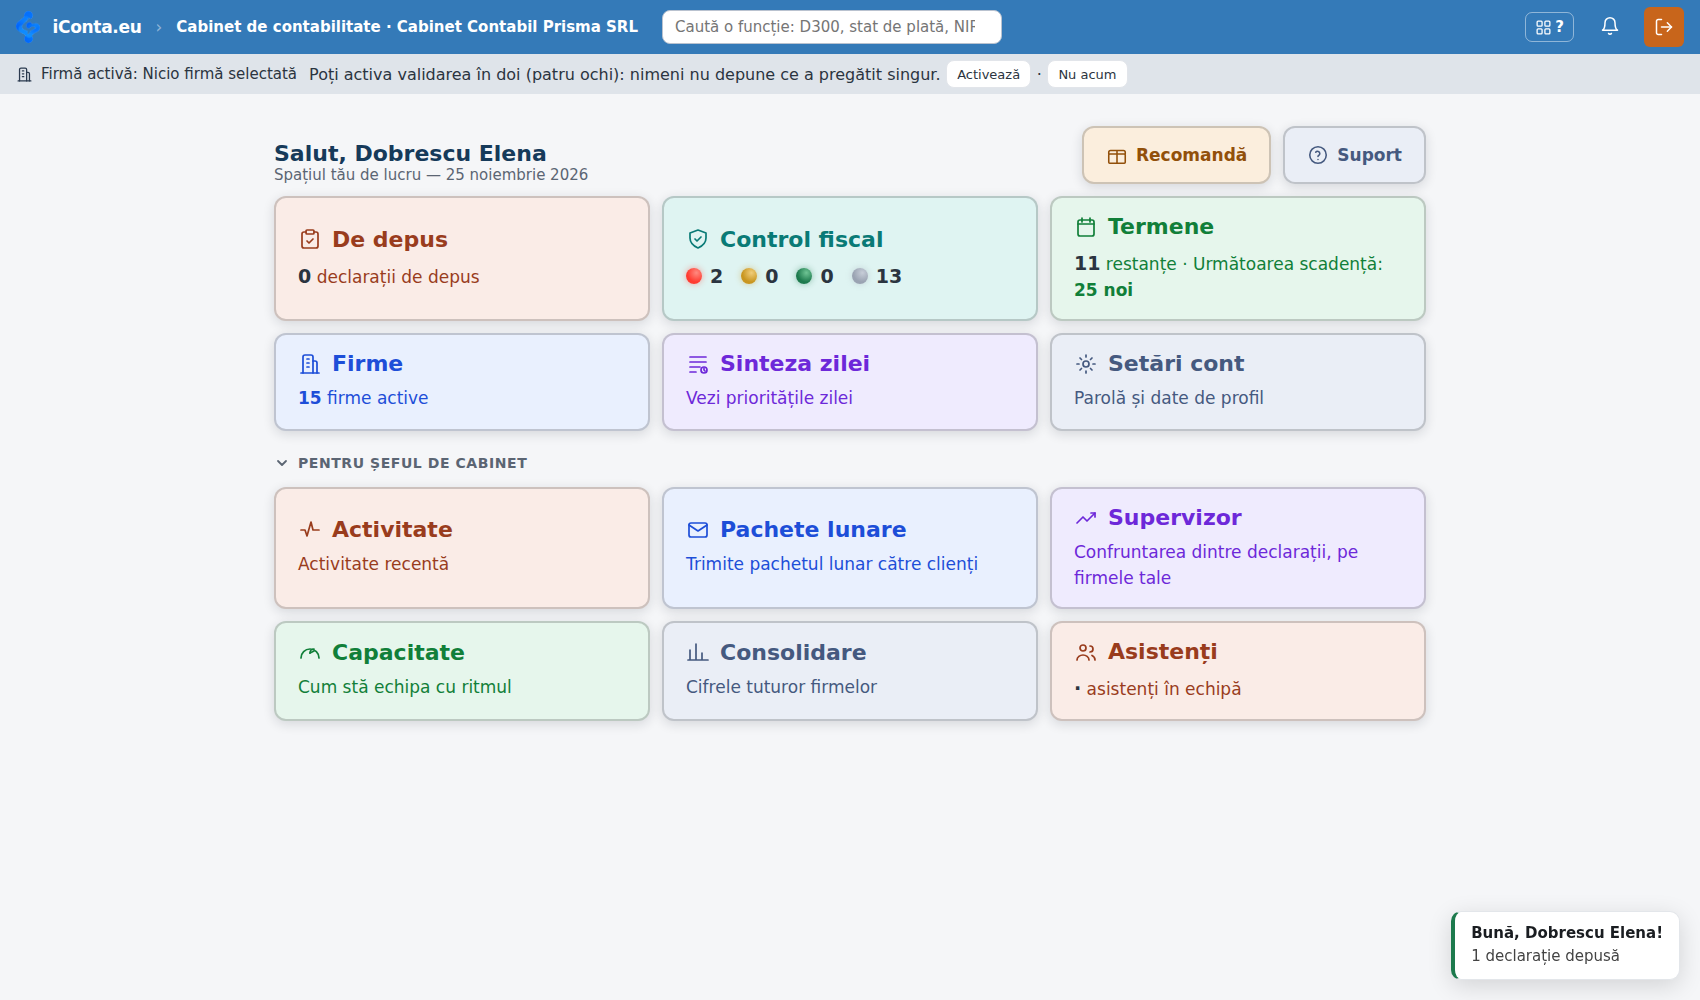 iConta.eu › Cabinet de contabilitate · Cabinet Contabil Prisma SRL
Caută o funcție: D300, stat de plată, NIF
?
Firmă activă: Nicio firmă selectată Poți activa validarea în doi (patru ochi): nimeni nu depune ce a pregătit singur. Activează · Nu acum
Salut, Dobrescu Elena
Spațiul tău de lucru — 25 noiembrie 2026
Recomandă
Suport
De depus
0 declarații de depus
Control fiscal
2 0 0 13
Termene
11 restanțe · Următoarea scadență:
25 noi
Firme
15 firme active
Sinteza zilei
Vezi prioritățile zilei
Setări cont
Parolă și date de profil
PENTRU ȘEFUL DE CABINET
Activitate
Activitate recentă
Pachete lunare
Trimite pachetul lunar către clienți
Supervizor
Confruntarea dintre declarații, pe
firmele tale
Capacitate
Cum stă echipa cu ritmul
Consolidare
Cifrele tuturor firmelor
Asistenți
· asistenți în echipă
Bună, Dobrescu Elena!
1 declarație depusă